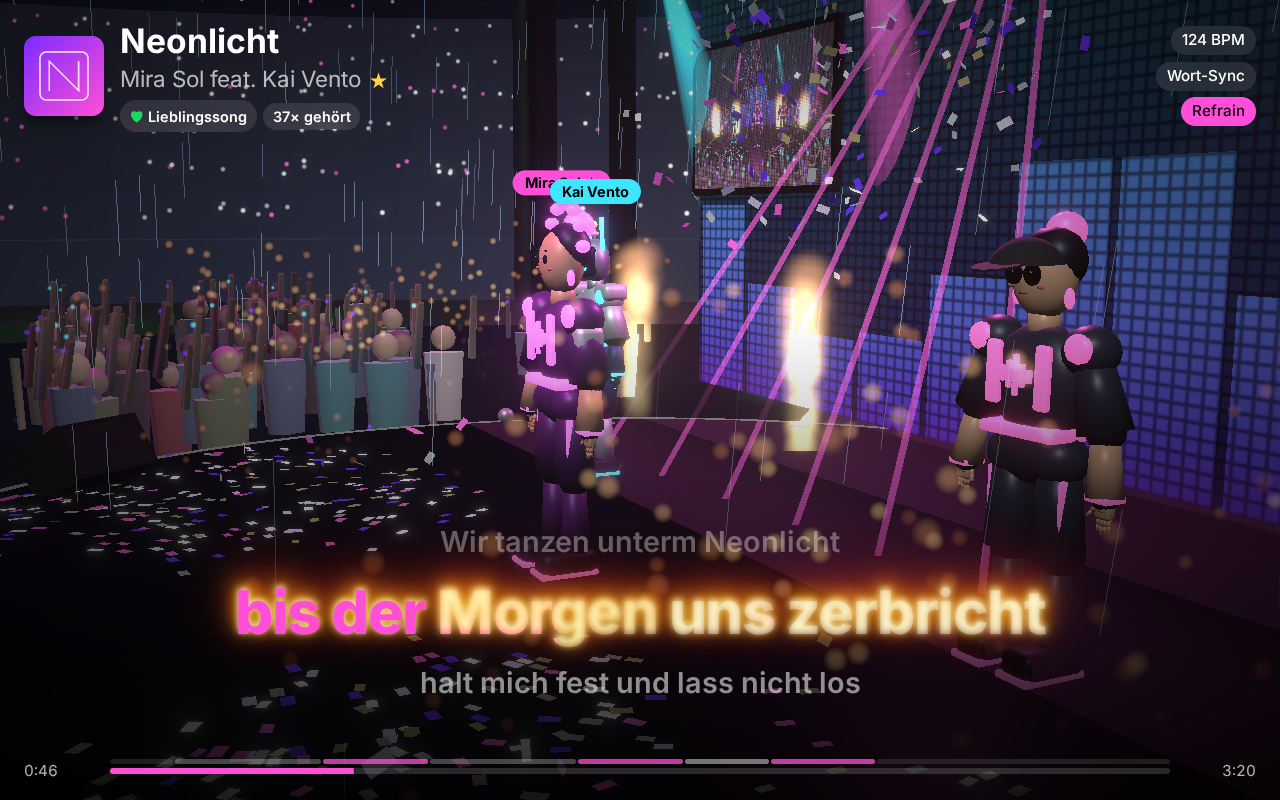 Neonlicht
Mira Sol feat. Kai Vento ★
Lieblingssong
37× gehört
124 BPM
Wort-Sync
Refrain
N
Kai Vento
Wir tanzen unterm Neonlicht
bis der Morgen uns zerbricht
halt mich fest und lass nicht los
0:46
3:20